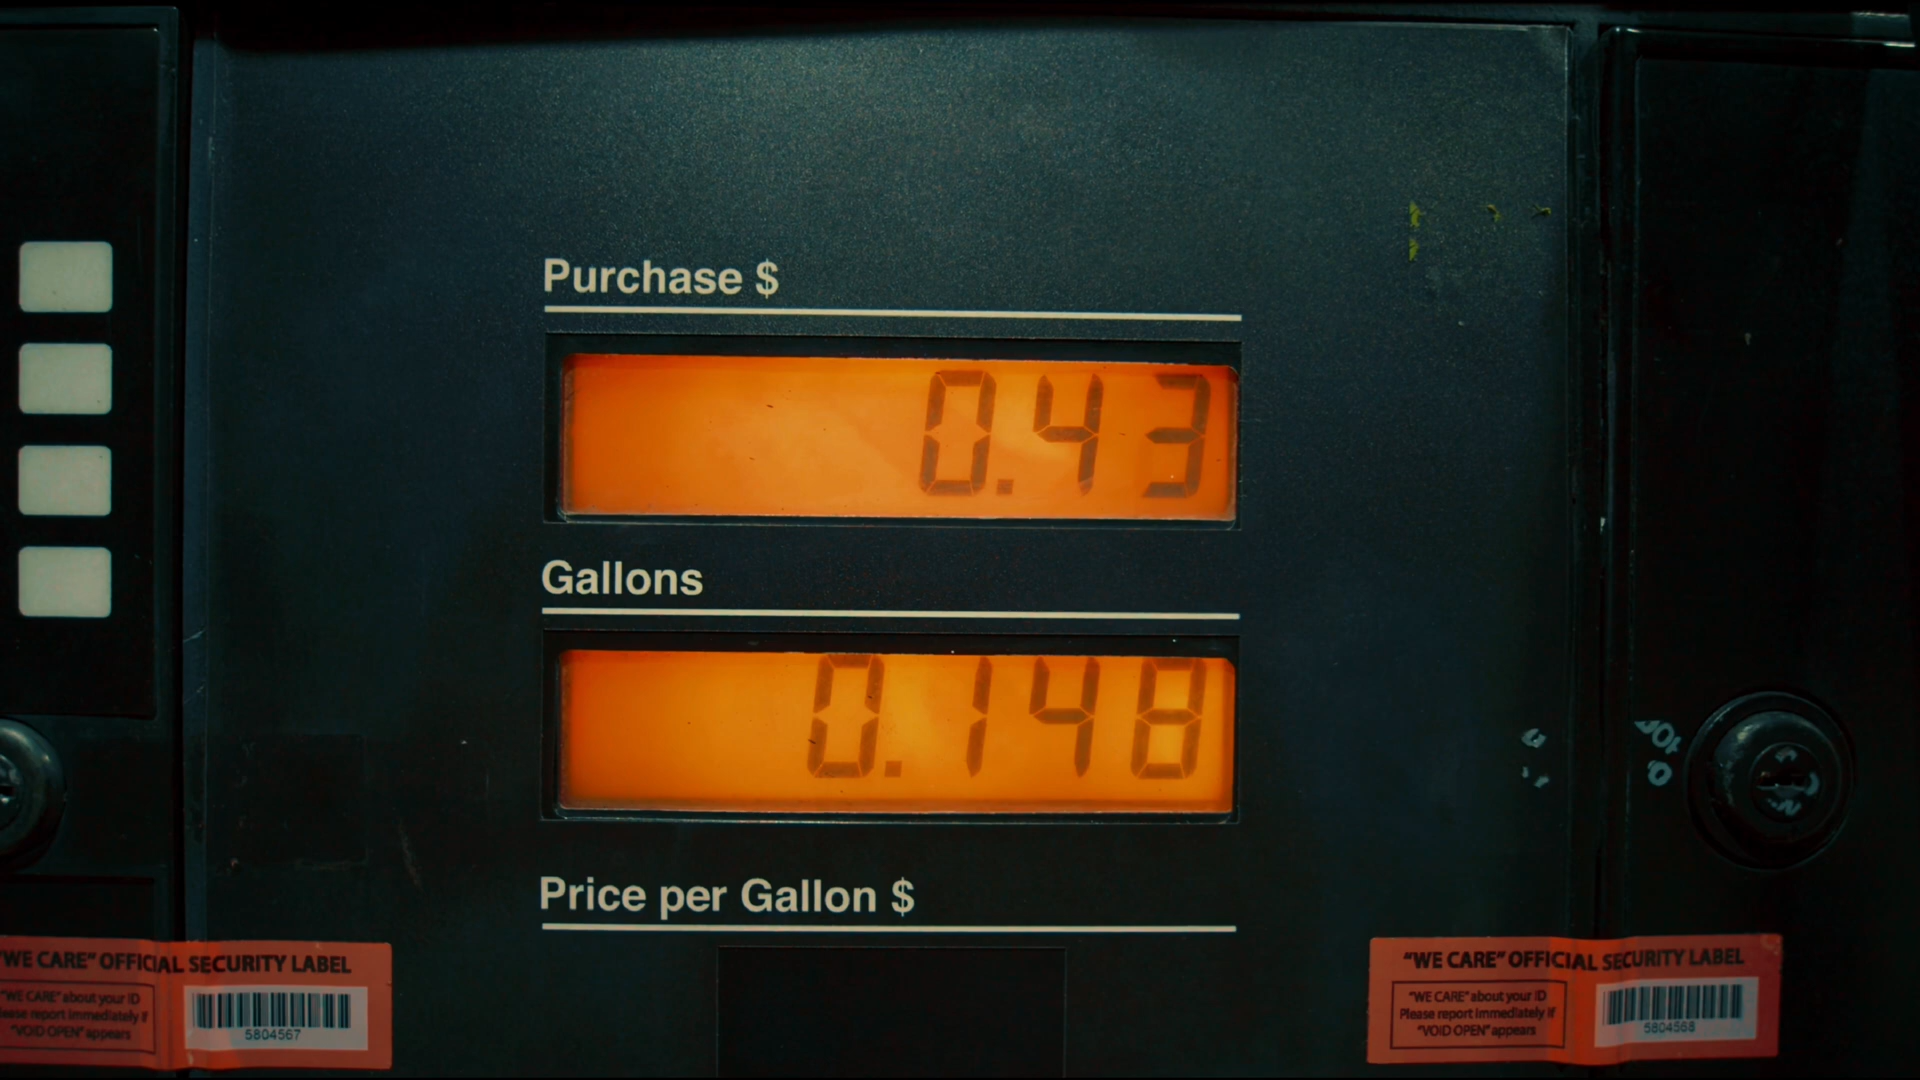 Purchase $
0.43
Gallons
0.148
Price per Gallon $
"WE CARE" OFFICIAL SECURITY LABEL
"WE CARE" about your ID
Please report immediately if
"VOID OPEN" appears
5804567
"WE CARE" OFFICIAL SECURITY LABEL
"WE CARE" about your ID
Please report immediately if
"VOID OPEN" appears
5804568